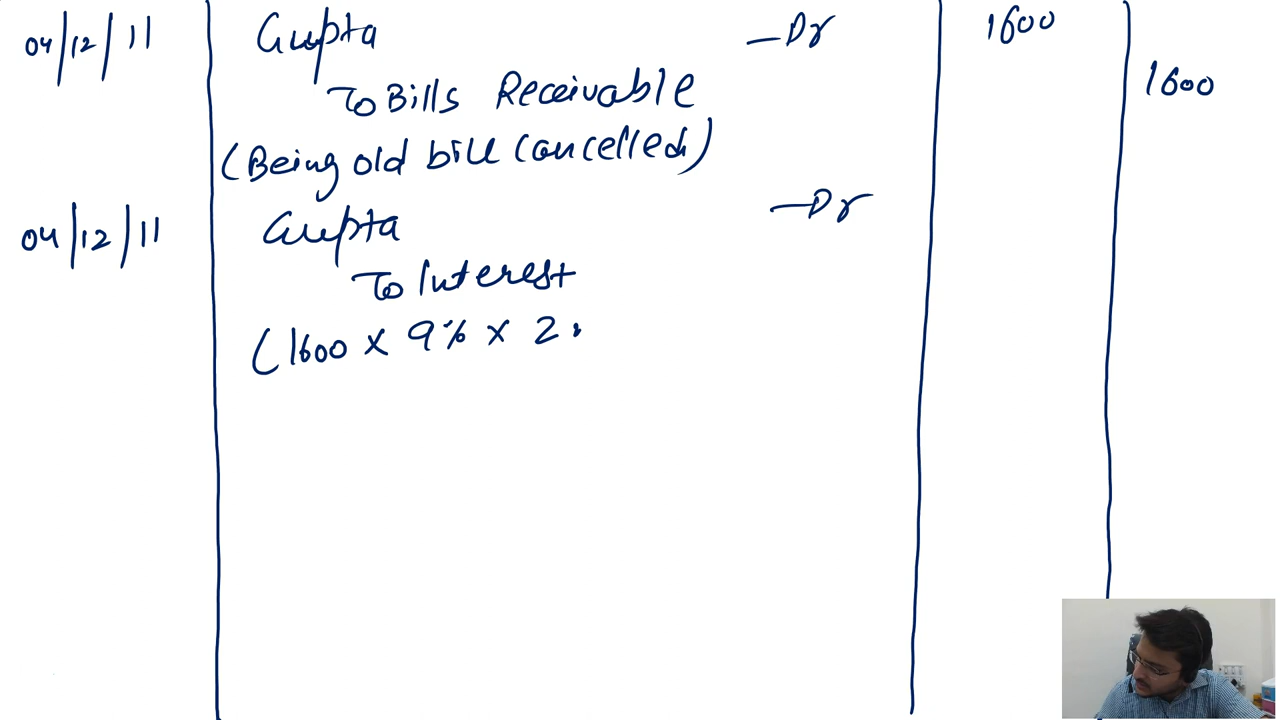 04/12/11 Gupta —Dr 1600
To Bills Receivable 1600
(Being old bill cancelled)
04/12/11 Gupta —Dr
To Interest
(1600 x 9% x 2